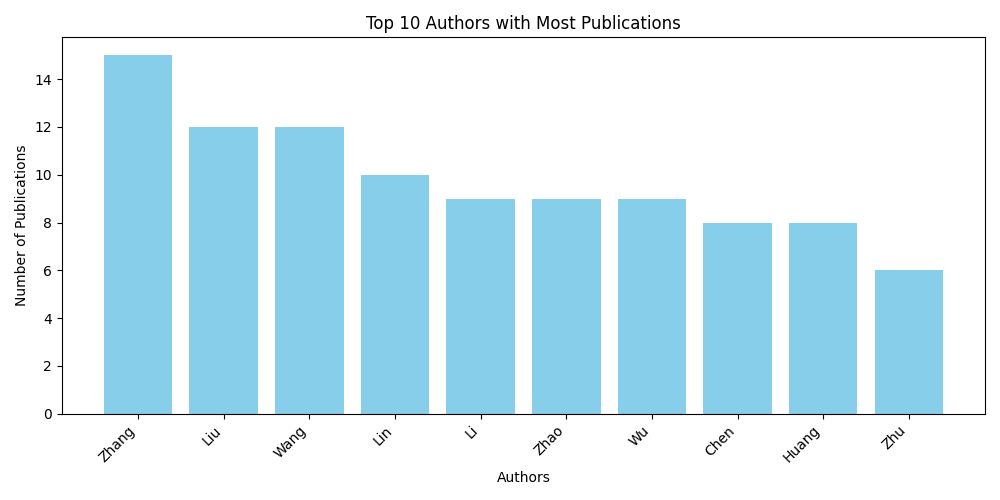 Top 10 Authors with Most Publications
Number of Publications
14
12
10
8
6
4
2
0
Zhang
Liu
Wang
Lin
Li
Zhao
Wu
Chen
Huang
Zhu
Authors